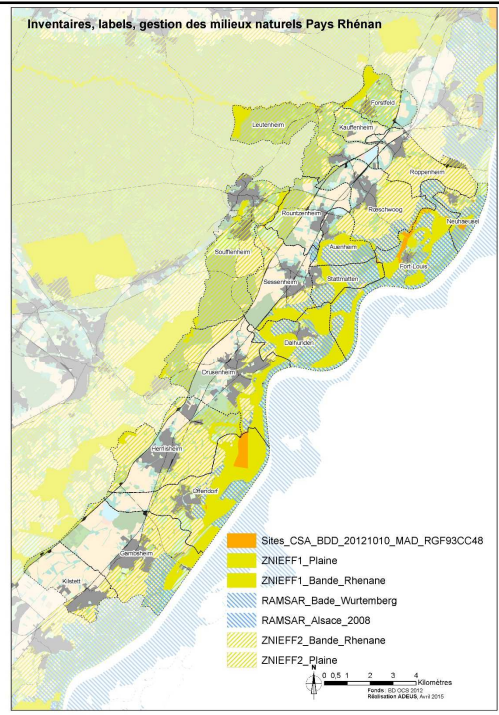 Inventaires, labels, gestion des milieux naturels Pays Rhénan
Forstfeld
Leutenheim
Kauffenheim
Roppenheim
Rountzenheim
Rœschwoog
Neuhaeusel
Soufflenheim
Auenheim
Fort-Louis
Stattmatten
Sessenheim
Dalhunden
Drusenheim
Herrlisheim
Offendorf
Gambsheim
Kilstett
Sites_CSA_BDD_20121010_MAD_RGF93CC48
ZNIEFF1_Plaine
ZNIEFF1_Bande_Rhenane
RAMSAR_Bade_Wurtemberg
RAMSAR_Alsace_2008
ZNIEFF2_Bande_Rhenane
ZNIEFF2_Plaine
N
0 0,5 1 2 3 4
Kilomètres
Fonds : BD OCS 2012
Réalisation ADEUS, Avril 2015